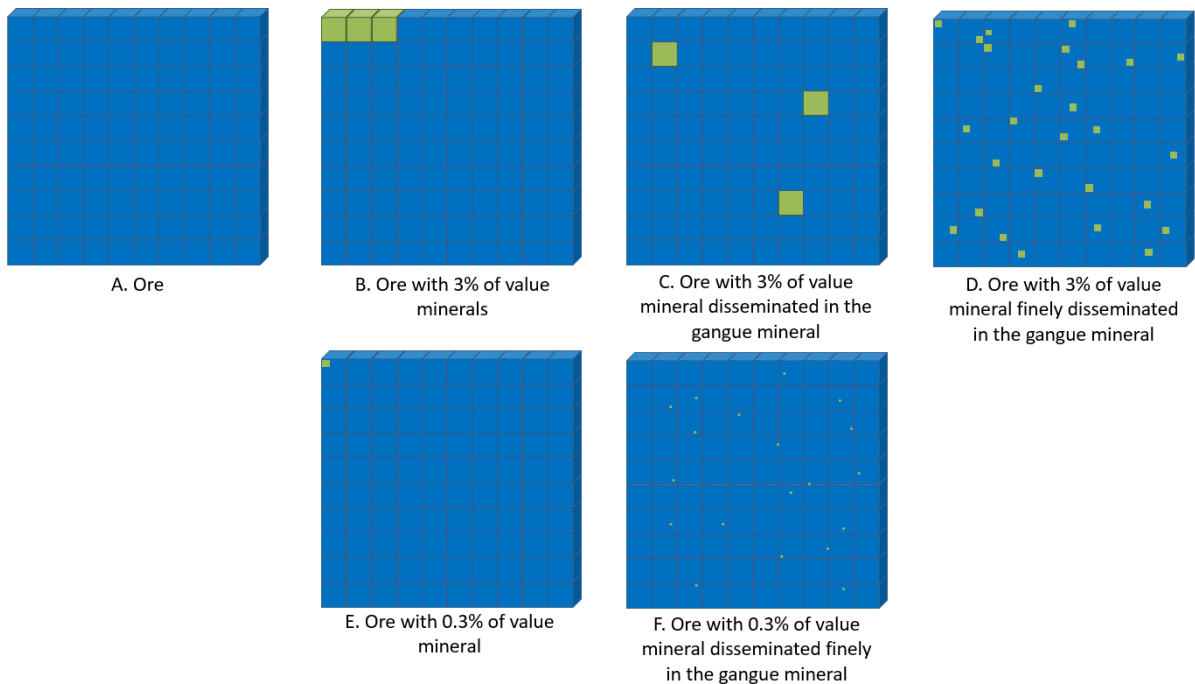 A. Ore
B. Ore with 3% of value
minerals
C. Ore with 3% of value
mineral disseminated in the
gangue mineral
D. Ore with 3% of value
mineral finely disseminated
in the gangue mineral
E. Ore with 0.3% of value
mineral
F. Ore with 0.3% of value
mineral disseminated finely
in the gangue mineral